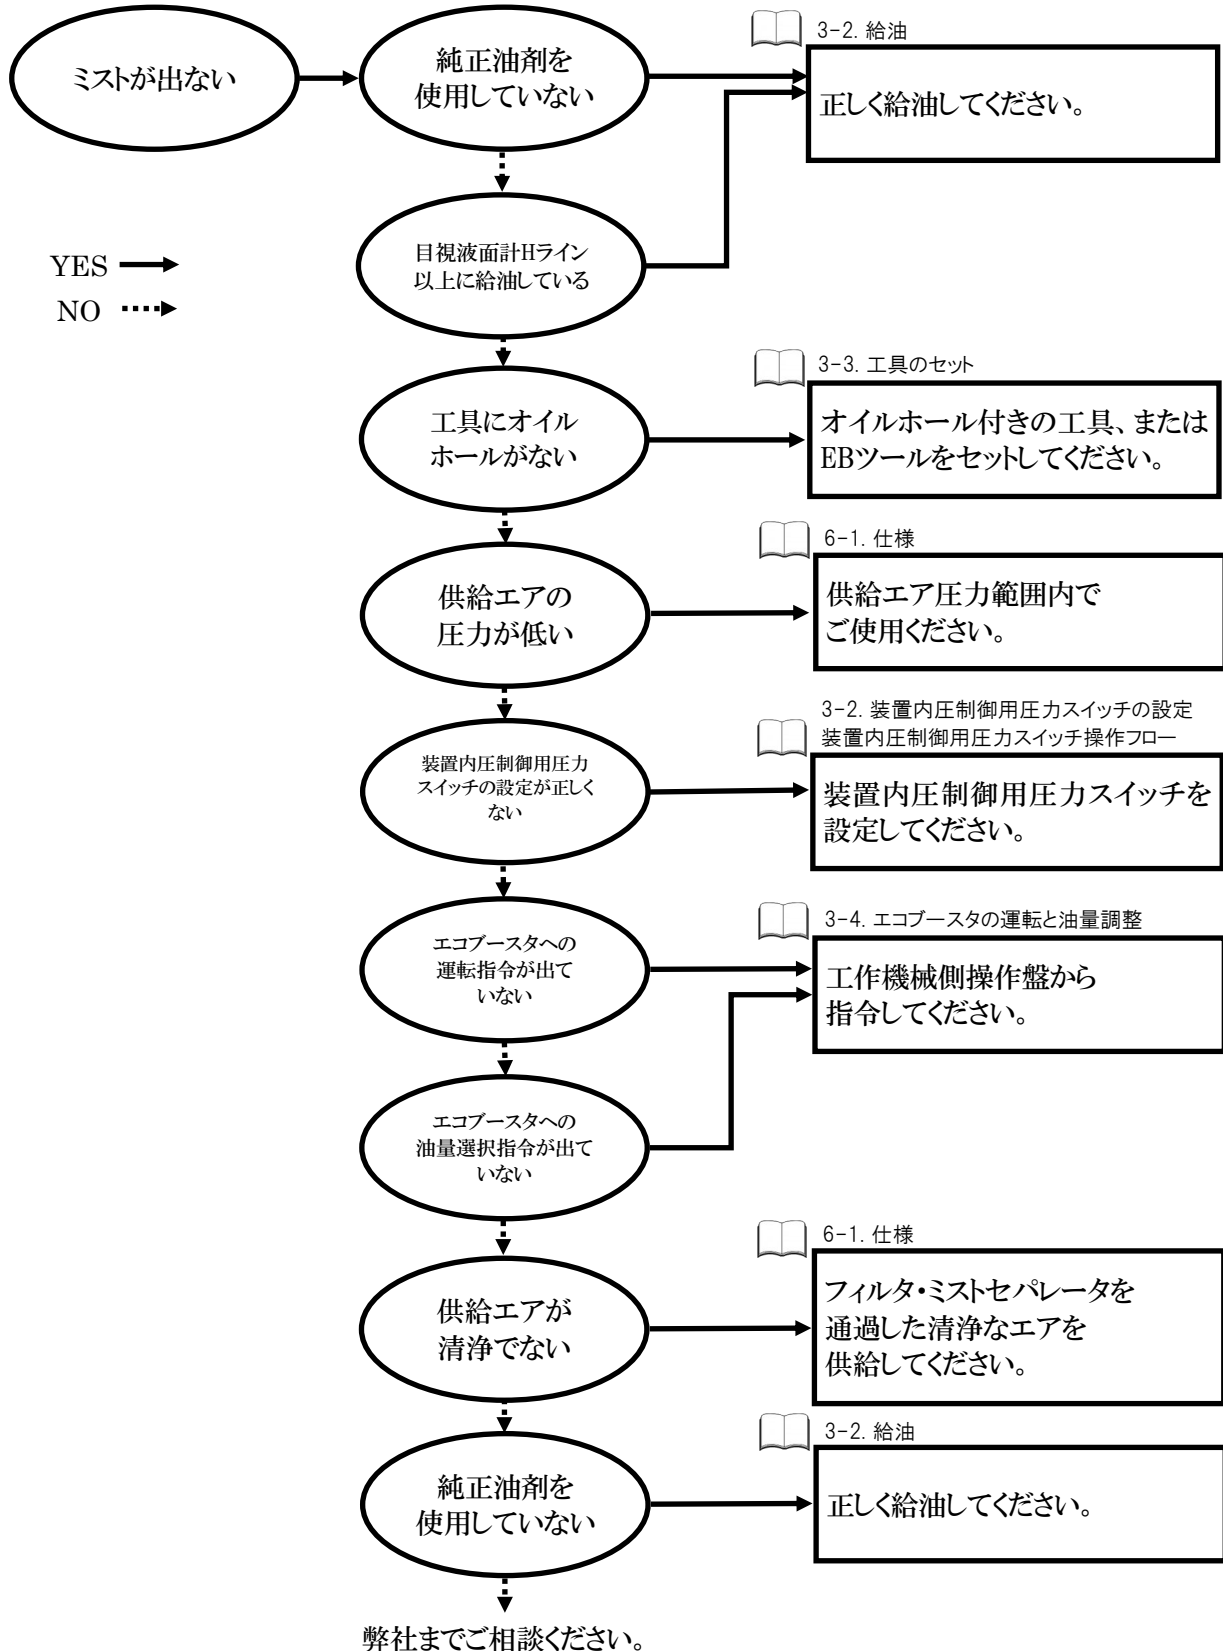 ミストが出ない
純正油剤を
使用していない
3-2. 給油
正しく給油してください。
目視液面計Hライン
以上に給油している
YES
NO
工具にオイル
ホールがない
3-3. 工具のセット
オイルホール付きの工具、または
EBツールをセットしてください。
供給エアの
圧力が低い
6-1. 仕様
供給エア圧力範囲内で
ご使用ください。
装置内圧制御用圧力
スイッチの設定が正しく
ない
3-2. 装置内圧制御用圧力スイッチの設定
装置内圧制御用圧力スイッチ操作フロー
装置内圧制御用圧力スイッチを
設定してください。
エコブースタへの
運転指令が出て
いない
3-4. エコブースタの運転と油量調整
工作機械側操作盤から
指令してください。
エコブースタへの
油量選択指令が出て
いない
供給エアが
清浄でない
6-1. 仕様
フィルタ・ミストセパレータを
通過した清浄なエアを
供給してください。
純正油剤を
使用していない
3-2. 給油
正しく給油してください。
弊社までご相談ください。